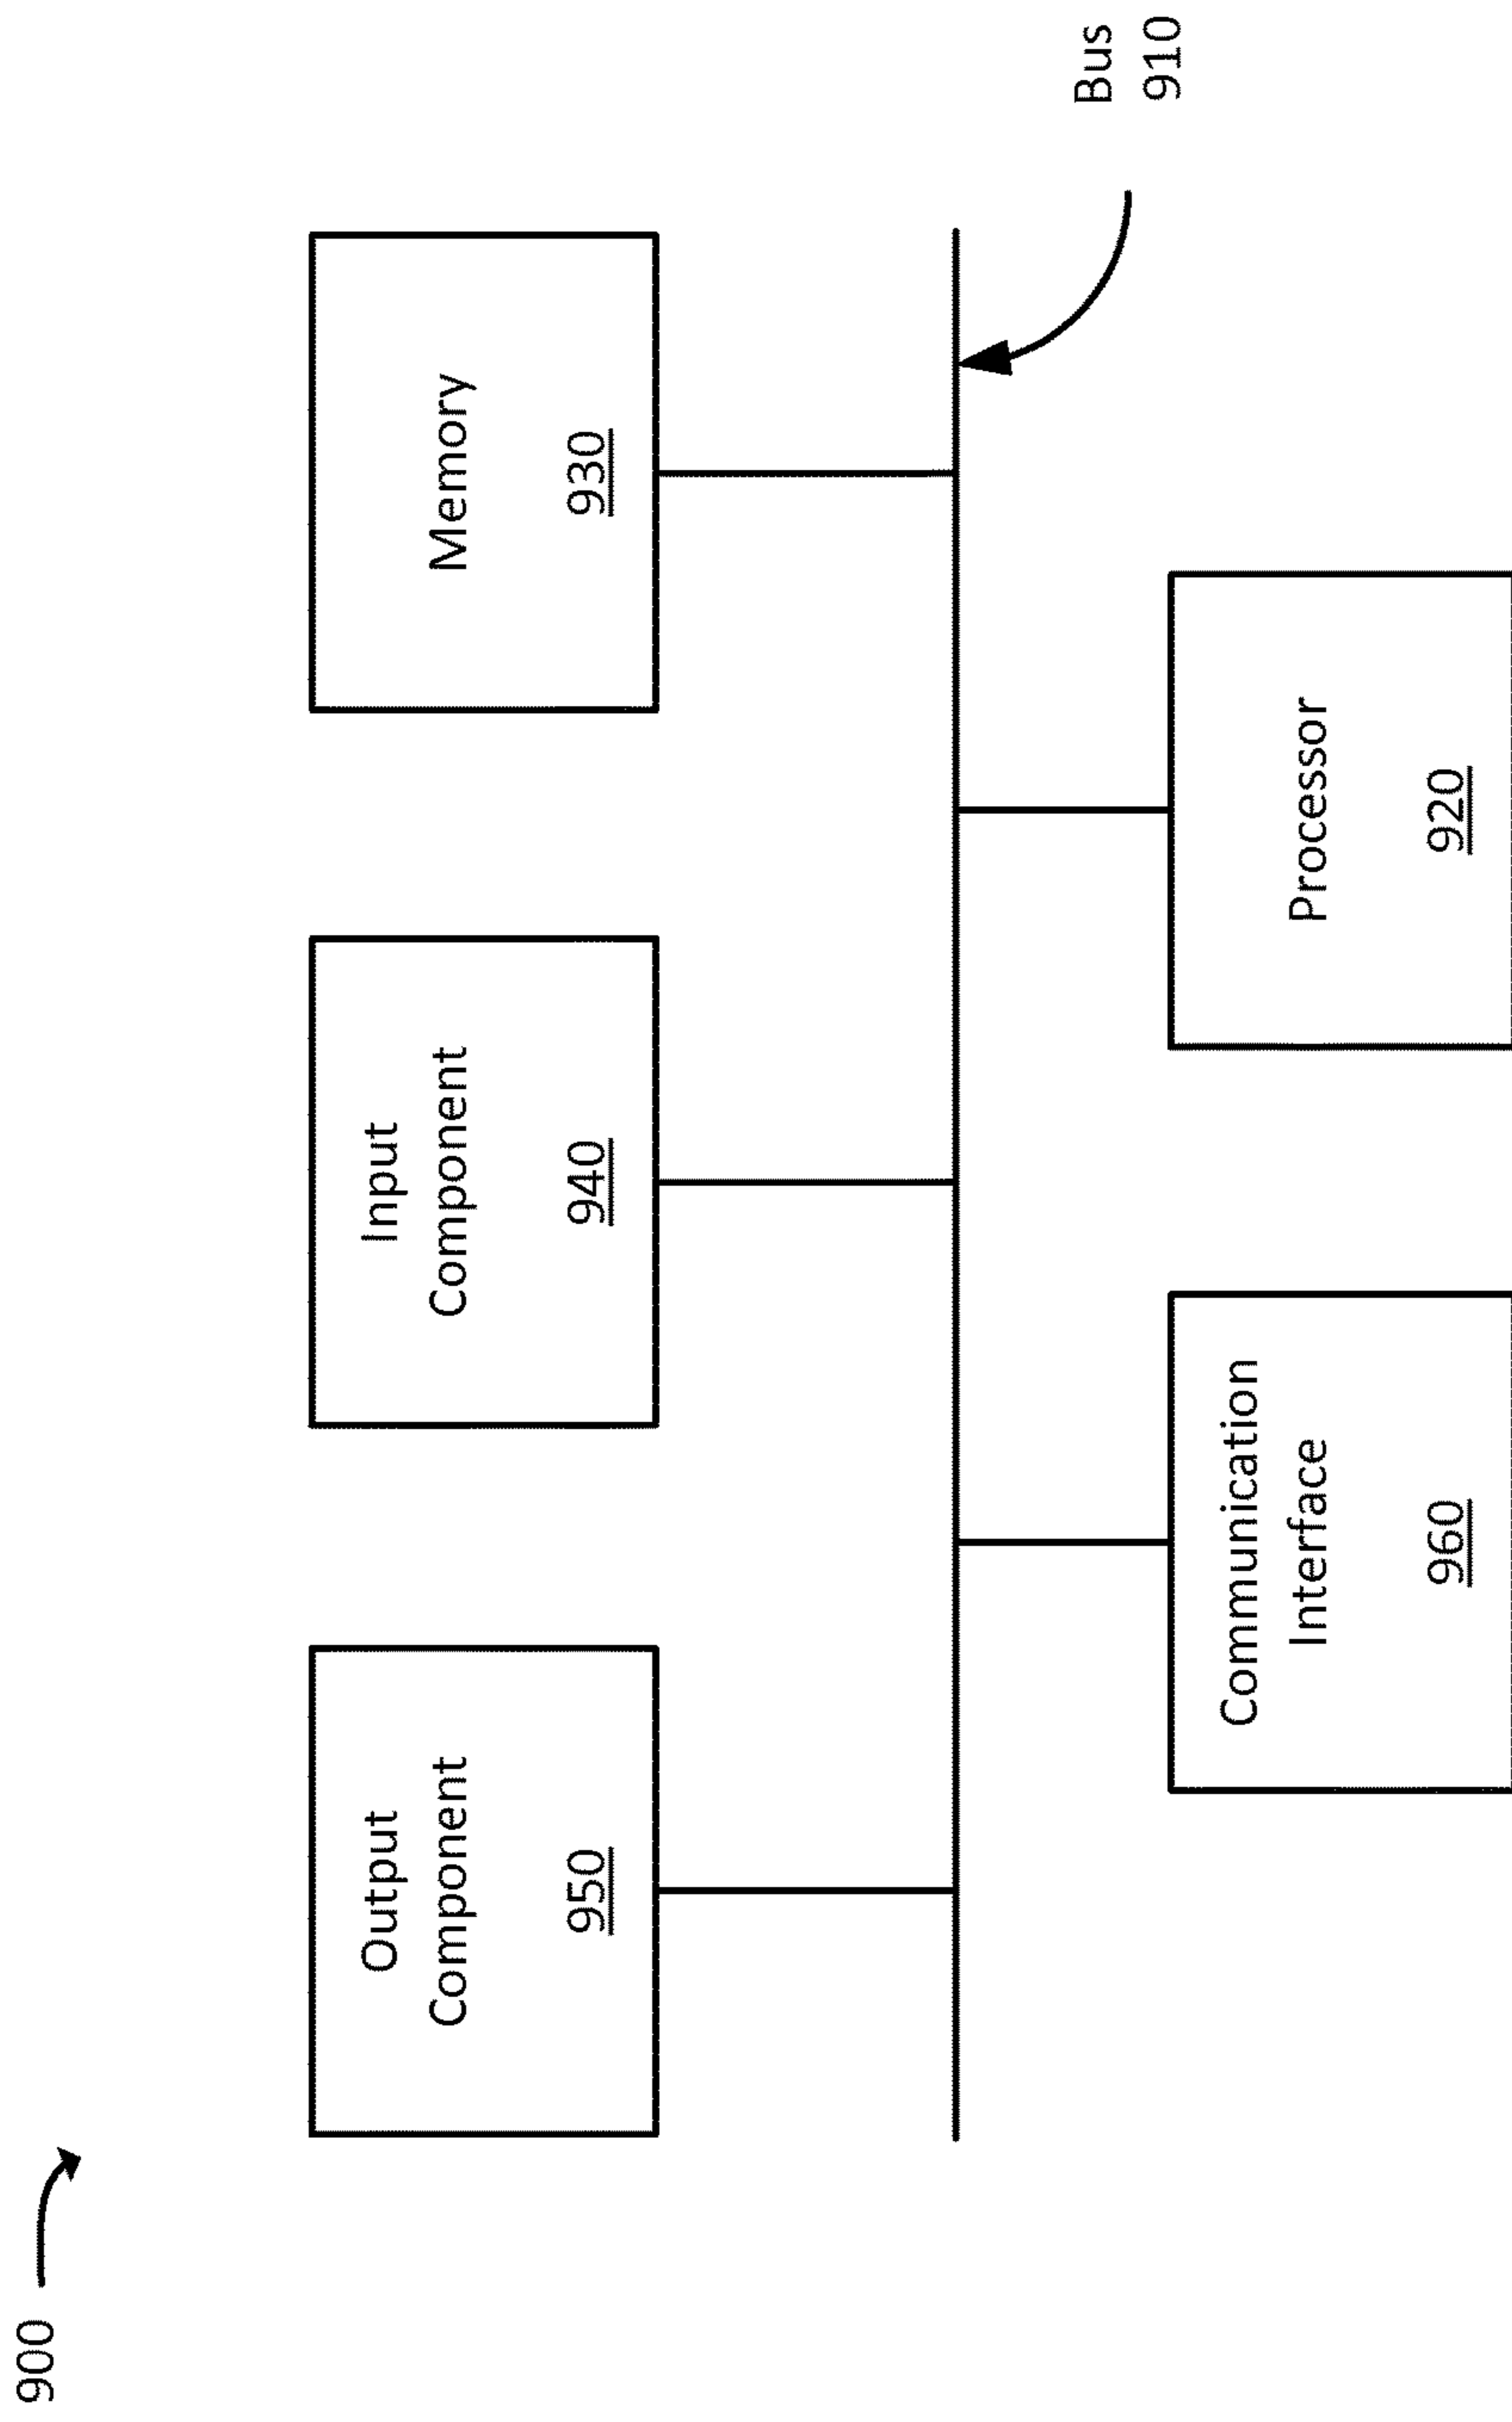 900
Output
Component
950
Input
Component
940
Memory
930
Bus
910
Communication
Interface
960
Processor
920